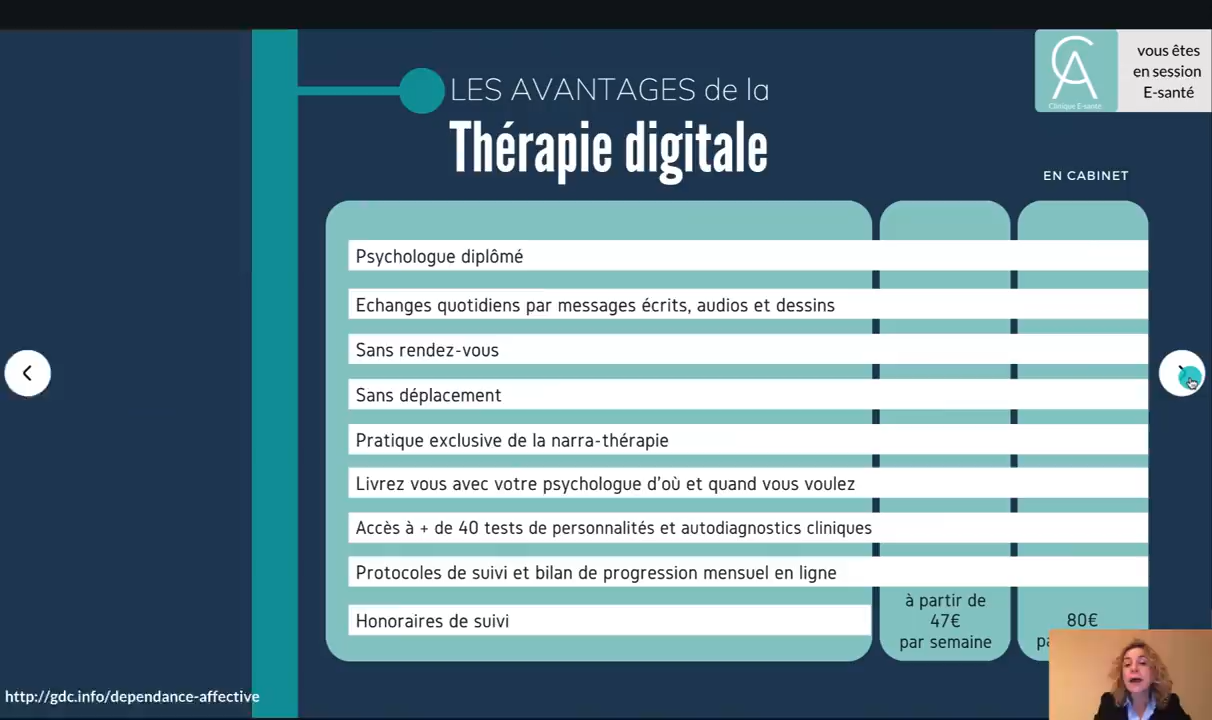 vous êtes
en session
E-santé
CA
Clinique E-santé
LES AVANTAGES de la
Thérapie digitale
EN CABINET
Psychologue diplômé
Echanges quotidiens par messages écrits, audios et dessins
Sans rendez-vous
Sans déplacement
Pratique exclusive de la narra-thérapie
Livrez vous avec votre psychologue d'où et quand vous voulez
Accès à + de 40 tests de personnalités et autodiagnostics cliniques
Protocoles de suivi et bilan de progression mensuel en ligne
Honoraires de suivi
à partir de
47€
par semaine
80€
http://gdc.info/dependance-affective